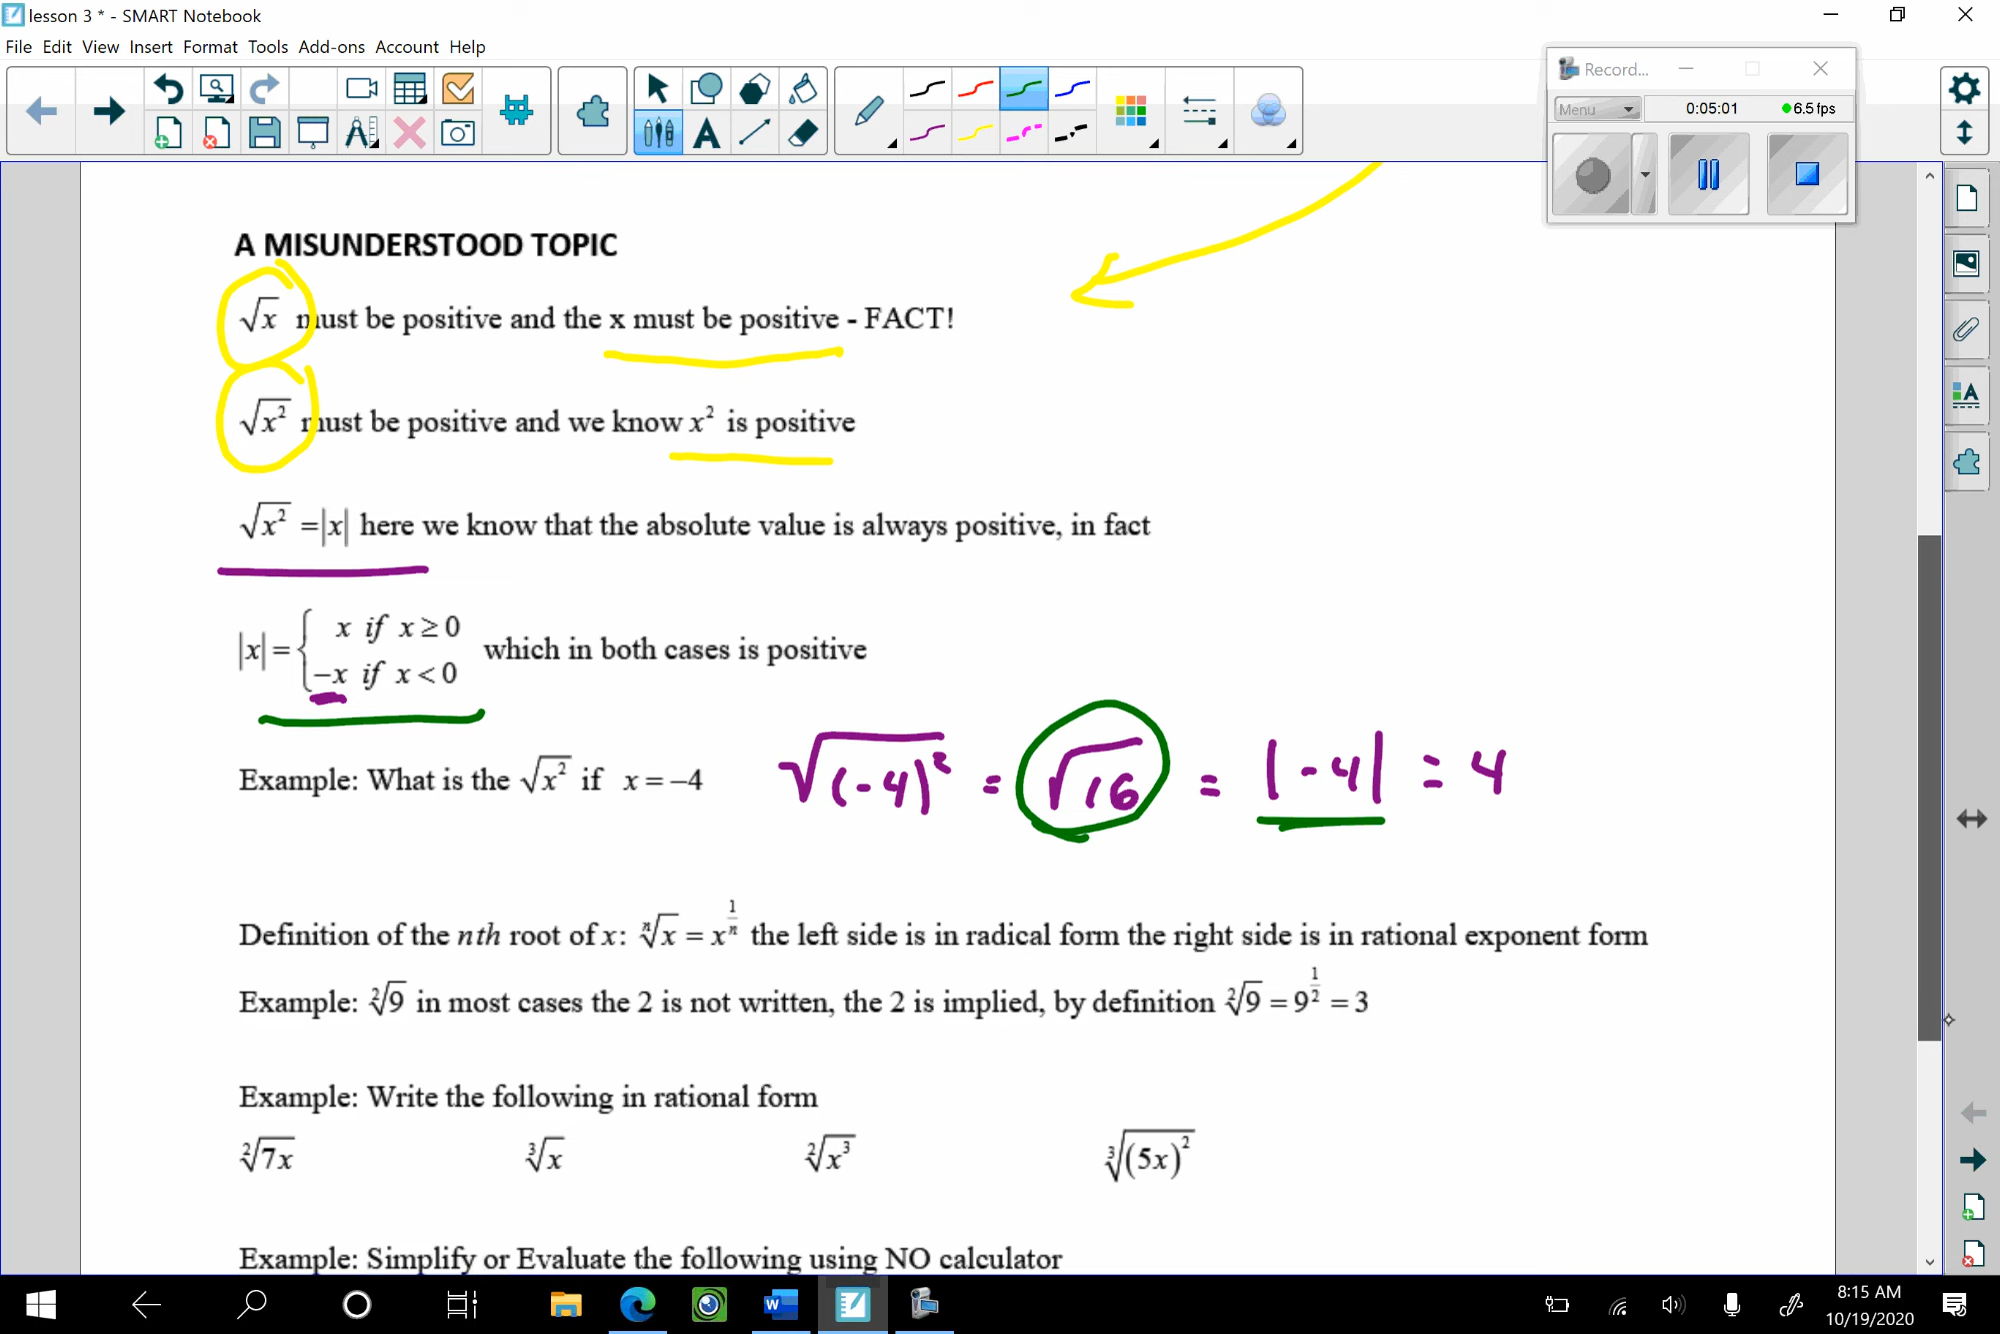 lesson 3 * - SMART Notebook
File Edit View Insert Format Tools Add-ons Account Help
Record...
Menu 0:05:01 6.5 fps
A MISUNDERSTOOD TOPIC
√x must be positive and the x must be positive - FACT!
√x² must be positive and we know x² is positive
√x² =|x| here we know that the absolute value is always positive, in fact
|x|= { x if x ≥ 0
−x if x < 0 which in both cases is positive
Example: What is the √x² if x = −4 √(-4)² = √16 = |-4| = 4
Definition of the nth root of x: ⁿ√x = x^(1/n) the left side is in radical form the right side is in rational exponent form
Example: ²√9 in most cases the 2 is not written, the 2 is implied, by definition ²√9 = 9^(1/2) = 3
Example: Write the following in rational form
²√7x ³√x ²√x³ ³√(5x)²
Example: Simplify or Evaluate the following using NO calculator
8:15 AM
10/19/2020